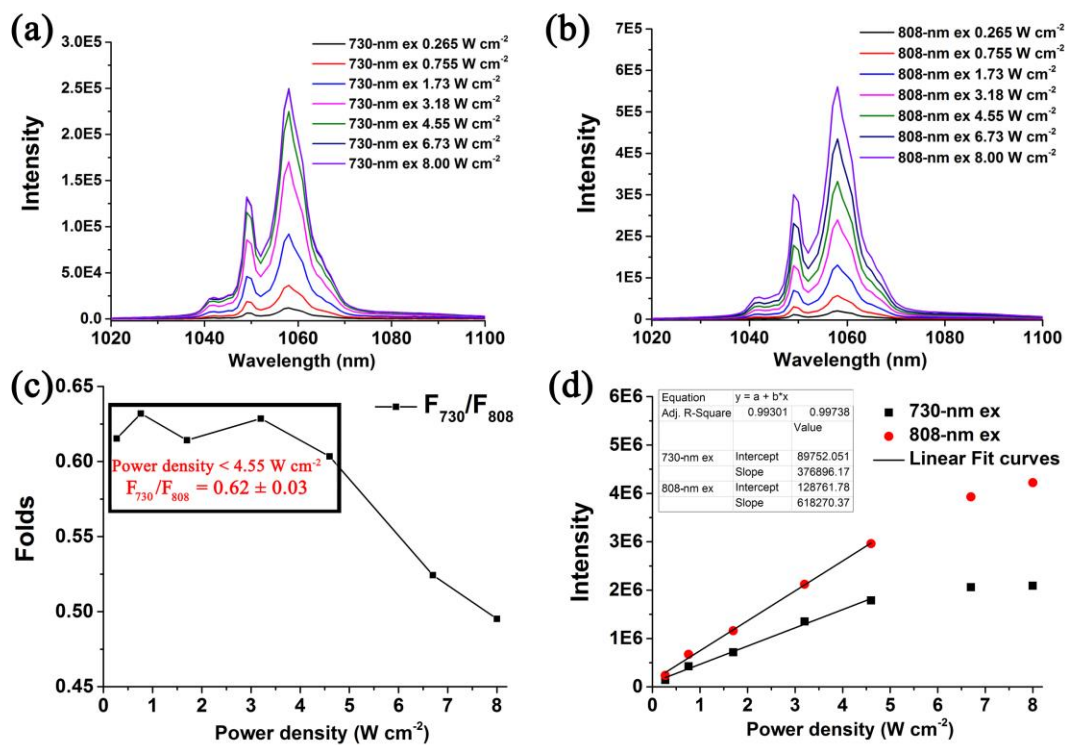 (a)
3.0E5
2.5E5
2.0E5
1.5E5
1.0E5
5.0E4
0.0
Intensity
730-nm ex 0.265 W cm⁻²
730-nm ex 0.755 W cm⁻²
730-nm ex 1.73 W cm⁻²
730-nm ex 3.18 W cm⁻²
730-nm ex 4.55 W cm⁻²
730-nm ex 6.73 W cm⁻²
730-nm ex 8.00 W cm⁻²
1020 1040 1060 1080 1100
Wavelength (nm)
(b)
7E5
6E5
5E5
4E5
3E5
2E5
1E5
0
Intensity
808-nm ex 0.265 W cm⁻²
808-nm ex 0.755 W cm⁻²
808-nm ex 1.73 W cm⁻²
808-nm ex 3.18 W cm⁻²
808-nm ex 4.55 W cm⁻²
808-nm ex 6.73 W cm⁻²
808-nm ex 8.00 W cm⁻²
1020 1040 1060 1080 1100
Wavelength (nm)
(c)
0.65
0.60
0.55
0.50
0.45
Folds
F₇₃₀/F₈₀₈
Power density < 4.55 W cm⁻²
F₇₃₀/F₈₀₈ = 0.62 ± 0.03
0 1 2 3 4 5 6 7 8
Power density (W cm⁻²)
(d)
6E6
5E6
4E6
3E6
2E6
1E6
0
Intensity
Equation y = a + b*x
Adj. R-Square 0.99301 0.99738
Value
730-nm ex Intercept 89752.051
Slope 376896.17
808-nm ex Intercept 128761.78
Slope 618270.37
730-nm ex
808-nm ex
Linear Fit curves
0 1 2 3 4 5 6 7 8
Power density (W cm⁻²)